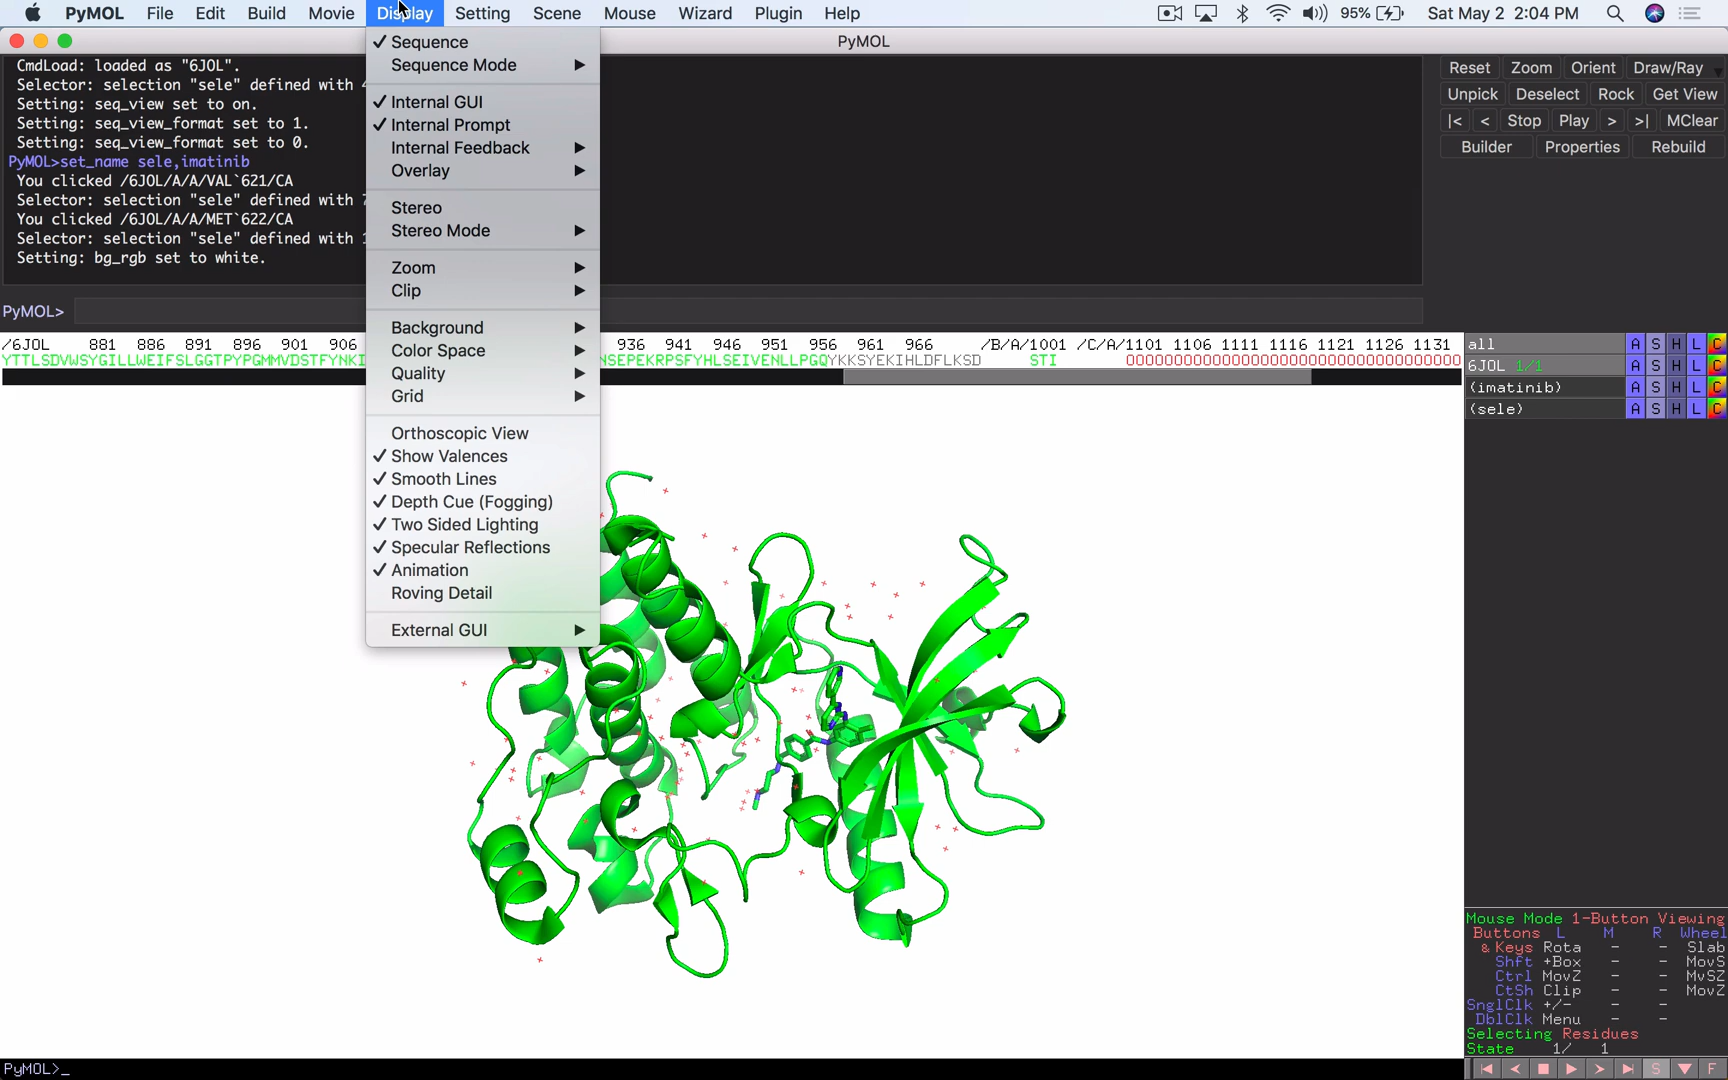 PyMOL File Edit Build Movie Display Setting Scene Mouse Wizard Plugin Help 95% Sat May 2 2:04 PM
PyMOL
CmdLoad: loaded as "6JOL".
Selector: selection "sele" defined with 4
Setting: seq_view set to on.
Setting: seq_view_format set to 1.
Setting: seq_view_format set to 0.
PyMOL>set_name sele,imatinib
You clicked /6JOL/A/A/VAL`621/CA
Selector: selection "sele" defined with 7
You clicked /6JOL/A/A/MET`622/CA
Selector: selection "sele" defined with 1
Setting: bg_rgb set to white.
PyMOL>
Sequence
Sequence Mode
Internal GUI
Internal Prompt
Internal Feedback
Overlay
Stereo
Stereo Mode
Zoom
Clip
Background
Color Space
Quality
Grid
Orthoscopic View
Show Valences
Smooth Lines
Depth Cue (Fogging)
Two Sided Lighting
Specular Reflections
Animation
Roving Detail
External GUI
Reset Zoom Orient Draw/Ray
Unpick Deselect Rock Get View
|< < Stop Play > >| MClear
Builder Properties Rebuild
/6JOL 881 886 891 896 901 906 936 941 946 951 956 961 966 /B/A/1001 /C/A/1101 1106 1111 1116 1121 1126 1131
YTTLSDVWSYGILLWEIFSLGGTPYPGMMVDSTFYNKI NSEPEKRPSFYHLSEIVENLLPGQYKKSYEKIHLDFLKSD STI OOOOOOOOOOOOOOOOOOOOOOOOOOOOOOOOOO
all A S H L C
6JOL 1/1 A S H L C
(imatinib) A S H L C
(sele) A S H L C
Mouse Mode 1-Button Viewing
Buttons L M R Wheel
& Keys Rota - - Slab
Shft +Box - - MovS
Ctrl MovZ - - MvSZ
CtSh Clip - - MovZ
SnglClk +/- - -
DblClk Menu - -
Selecting Residues
State 1/ 1
S F
PyMOL>_